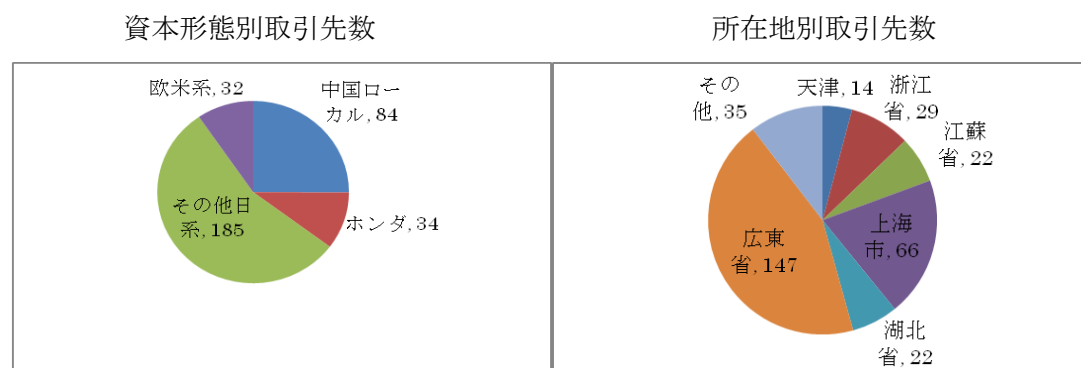 資本形態別取引先数
欧米系, 32
中国ロー
カル, 84
その他日
系, 185
ホンダ, 34
所在地別取引先数
その
他, 35
天津, 14
浙江
省, 29
江蘇
省, 22
上海
市, 66
広東
省, 147
湖北
省, 22